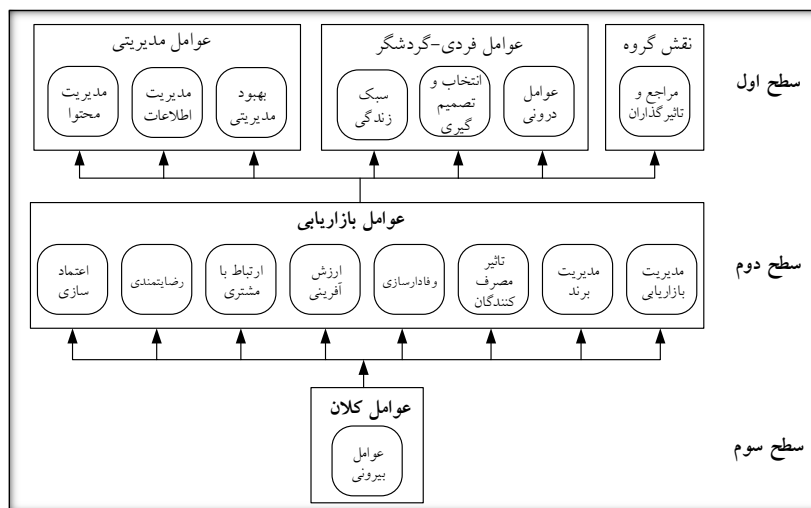 سطح اول
نقش گروه
مراجع و
تاثیرگذاران
عوامل فردی-گردشگر
عوامل
درونی
انتخاب و
تصمیم
گیری
سبک
زندگی
عوامل مدیریتی
بهبود
مدیریتی
مدیریت
اطلاعات
مدیریت
محتوا
سطح دوم
عوامل بازاریابی
مدیریت
بازاریابی
مدیریت
برند
تاثیر
مصرف
کنندگان
وفادارسازی
ارزش
آفرینی
ارتباط با
مشتری
رضایتمندی
اعتماد
سازی
سطح سوم
عوامل کلان
عوامل
بیرونی